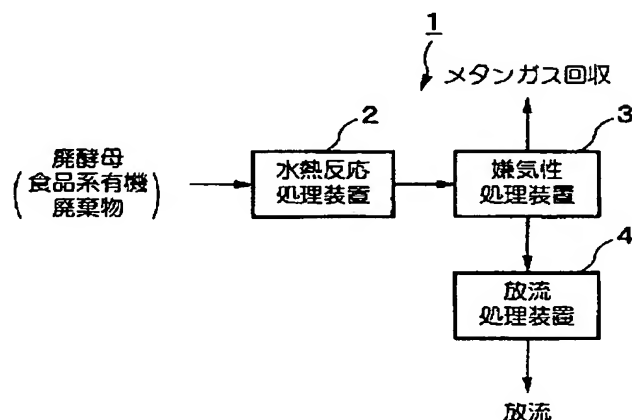 1
メタンガス回収
2
3
廃酵母
(食品系有機)
廃棄物
水熱反応
処理装置
嫌気性
処理装置
4
放流
処理装置
放流